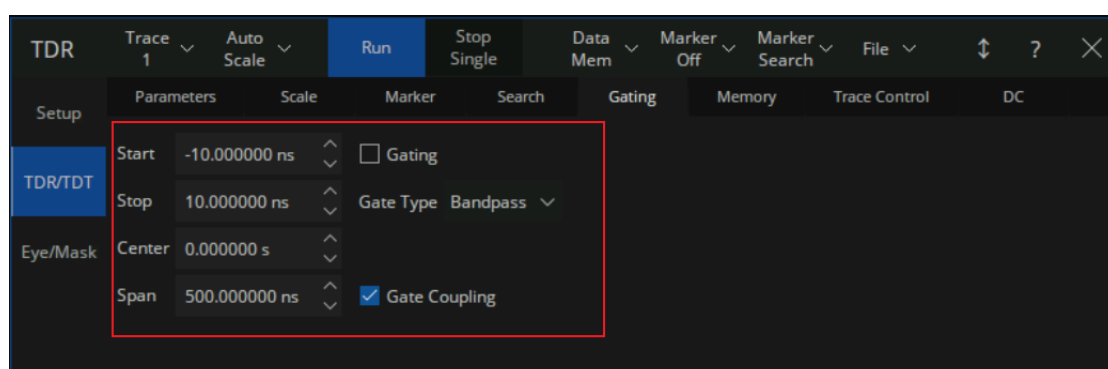 TDR Trace 1 Auto Scale Run Stop Single Data Mem Marker Off Marker Search File ?
Setup Parameters Scale Marker Search Gating Memory Trace Control DC
Start -10.000000 ns Gating
TDR/TDT
Stop 10.000000 ns Gate Type Bandpass
Eye/Mask Center 0.000000 s
Span 500.000000 ns Gate Coupling